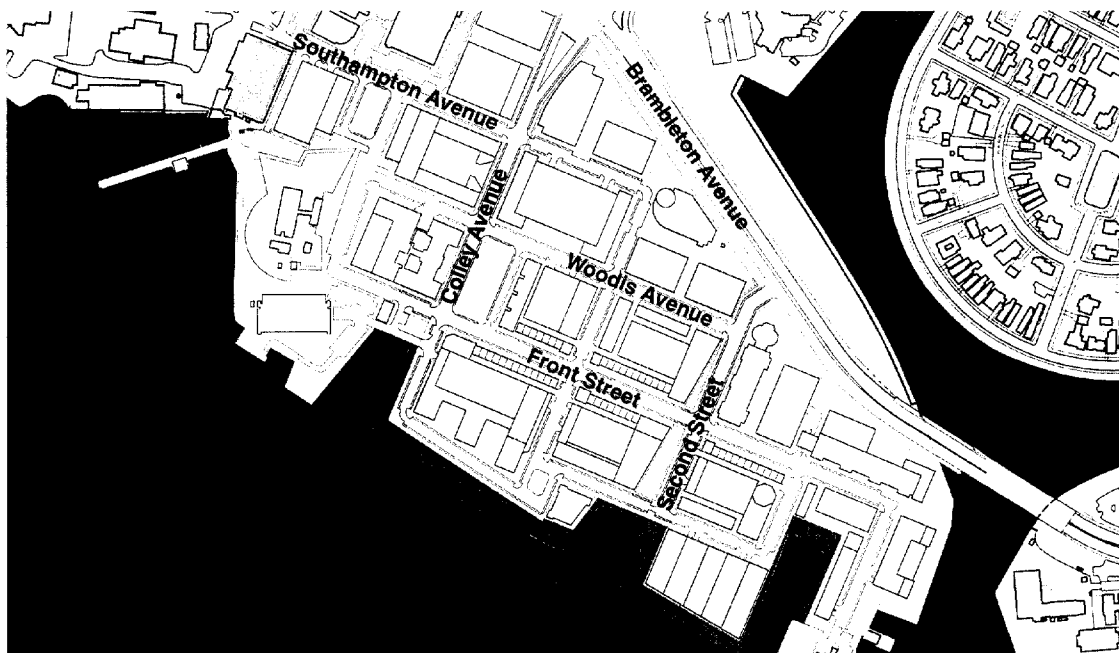 Southampton Avenue
Brambleton Avenue
Colley Avenue
Woodis Avenue
Front Street
Second Street